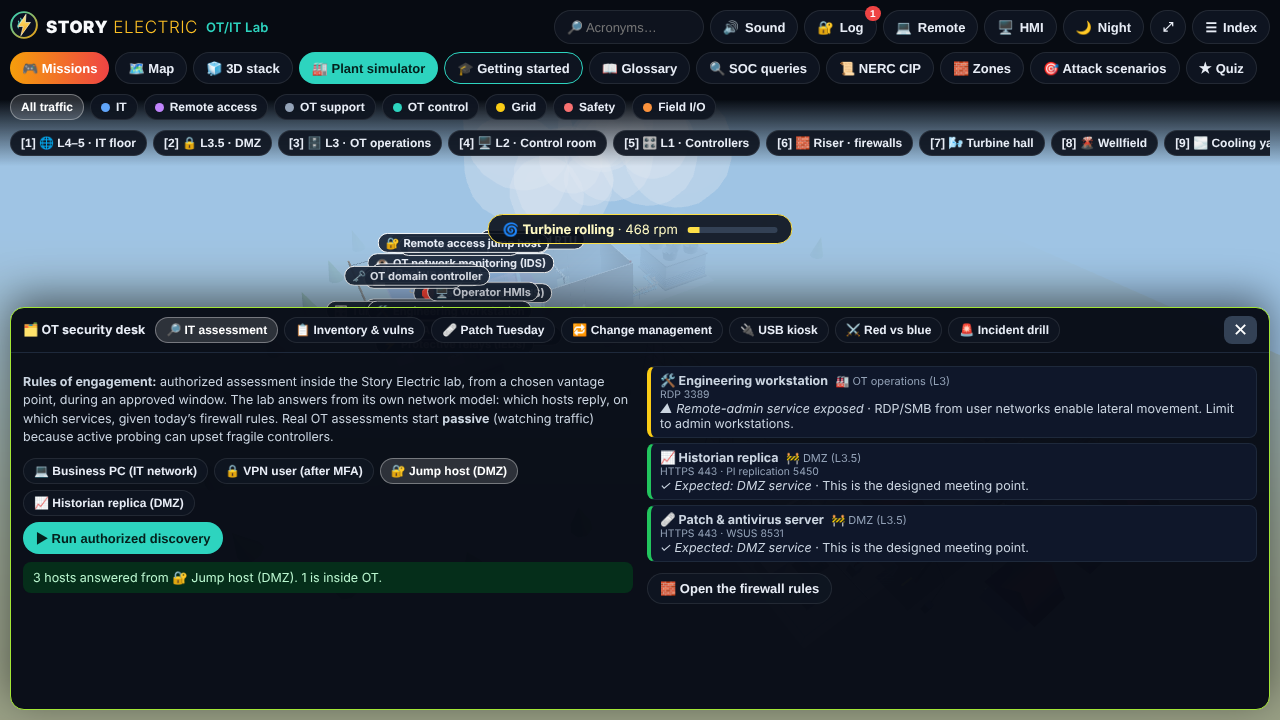 STORY ELECTRIC OT/IT Lab
Acronyms…
Sound
Log
1
Remote
HMI
Night
Index
Missions
Map
3D stack
Plant simulator
Getting started
Glossary
SOC queries
NERC CIP
Zones
Attack scenarios
Quiz
All traffic
IT
Remote access
OT support
OT control
Grid
Safety
Field I/O
[1] L4–5 · IT floor
[2] L3.5 · DMZ
[3] L3 · OT operations
[4] L2 · Control room
[5] L1 · Controllers
[6] Riser · firewalls
[7] Turbine hall
[8] Wellfield
[9] Cooling ya
Turbine rolling · 468 rpm
Remote access jump host
OT network monitoring (IDS)
OT domain controller
Operator HMIs
OT security desk
IT assessment
Inventory & vulns
Patch Tuesday
Change management
USB kiosk
Red vs blue
Incident drill
Rules of engagement: authorized assessment inside the Story Electric lab, from a chosen vantage
point, during an approved window. The lab answers from its own network model: which hosts reply, on
which services, given today's firewall rules. Real OT assessments start passive (watching traffic)
because active probing can upset fragile controllers.
Business PC (IT network)
VPN user (after MFA)
Jump host (DMZ)
Historian replica (DMZ)
▶ Run authorized discovery
3 hosts answered from Jump host (DMZ). 1 is inside OT.
Engineering workstation OT operations (L3)
RDP 3389
▲ Remote-admin service exposed · RDP/SMB from user networks enable lateral movement. Limit
to admin workstations.
Historian replica DMZ (L3.5)
HTTPS 443 · PI replication 5450
✓ Expected: DMZ service · This is the designed meeting point.
Patch & antivirus server DMZ (L3.5)
HTTPS 443 · WSUS 8531
✓ Expected: DMZ service · This is the designed meeting point.
Open the firewall rules